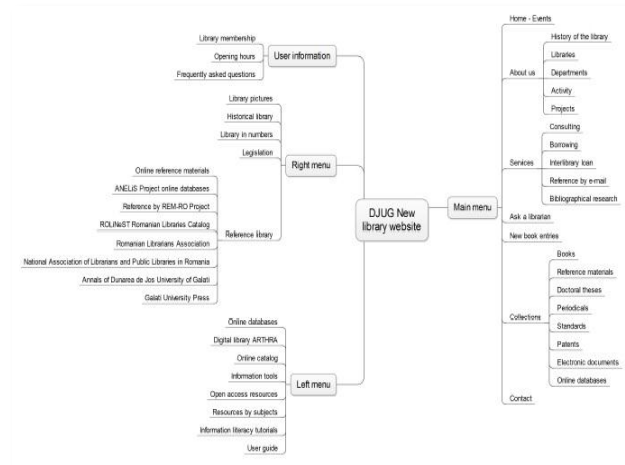 DJUG New
library website
User information
Library membership
Opening hours
Frequently asked questions
Right menu
Library pictures
Historical library
Library in numbers
Legislation
Reference library
Online reference materials
ANELiS Project online databases
Reference by REM-RO Project
ROLiNeST Romanian Libraries Catalog
Romanian Librarians Association
National Association of Librarians and Public Libraries in Romania
Annals of Dunarea de Jos University of Galati
Galati University Press
Left menu
Online databases
Digital library ARTHRA
Online catalog
Information tools
Open access resources
Resources by subjects
Information literacy tutorials
User guide
Main menu
Home - Events
About us
History of the library
Libraries
Departments
Activity
Projects
Services
Consulting
Borrowing
Interlibrary loan
Reference by e-mail
Bibliographical research
Ask a librarian
New book entries
Collections
Books
Reference materials
Doctoral theses
Periodicals
Standards
Patents
Electronic documents
Online databases
Contact